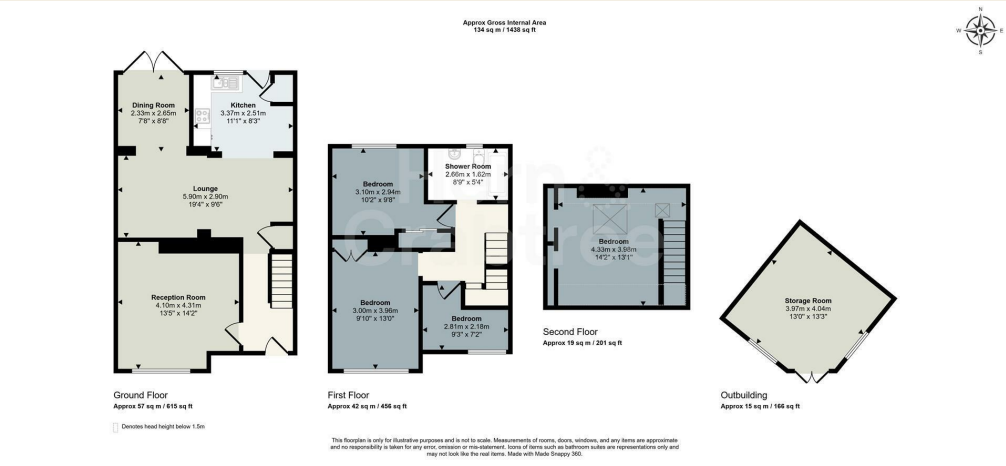 Approx Gross Internal Area
134 sq m / 1438 sq ft
N
W
E
S
Dining Room
2.33m x 2.65m
7'8" x 8'8"
Kitchen
3.37m x 2.51m
11'1" x 8'3"
Lounge
5.90m x 2.90m
19'4" x 9'6"
Reception Room
4.10m x 4.31m
13'5" x 14'2"
Ground Floor
Approx 57 sq m / 615 sq ft
Denotes head height below 1.5m
Bedroom
3.10m x 2.94m
10'2" x 9'8"
Shower Room
2.66m x 1.62m
8'9" x 5'4"
Bedroom
3.00m x 3.96m
9'10" x 13'0"
Bedroom
2.81m x 2.18m
9'3" x 7'2"
First Floor
Approx 42 sq m / 456 sq ft
Bedroom
4.33m x 3.98m
14'2" x 13'1"
Second Floor
Approx 19 sq m / 201 sq ft
Storage Room
3.97m x 4.04m
13'0" x 13'3"
Outbuilding
Approx 15 sq m / 166 sq ft
Crabtree
This floorplan is only for illustrative purposes and is not to scale. Measurements of rooms, doors, windows, and any items are approximate
and no responsibility is taken for any error, omission or mis-statement. Icons of items such as bathroom suites are representations only and
may not look like the real items. Made with Made Snappy 360.